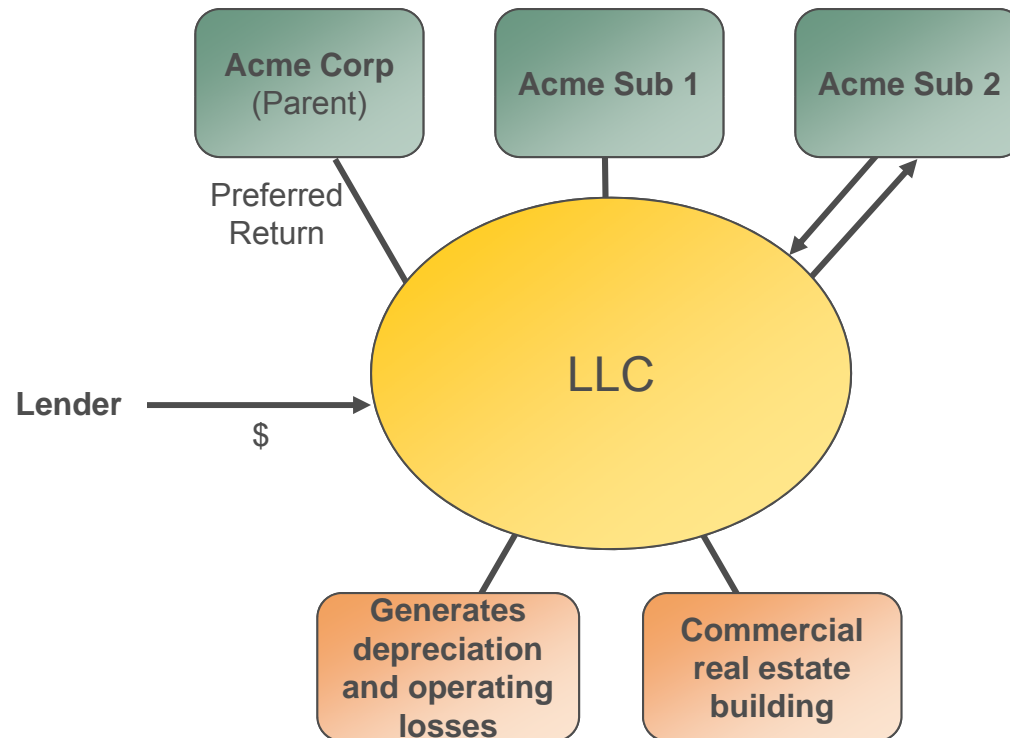 Acme Corp
(Parent)
Acme Sub 1
Acme Sub 2
Preferred
Return
LLC
Lender
$
Generates
depreciation
and operating
losses
Commercial
real estate
building